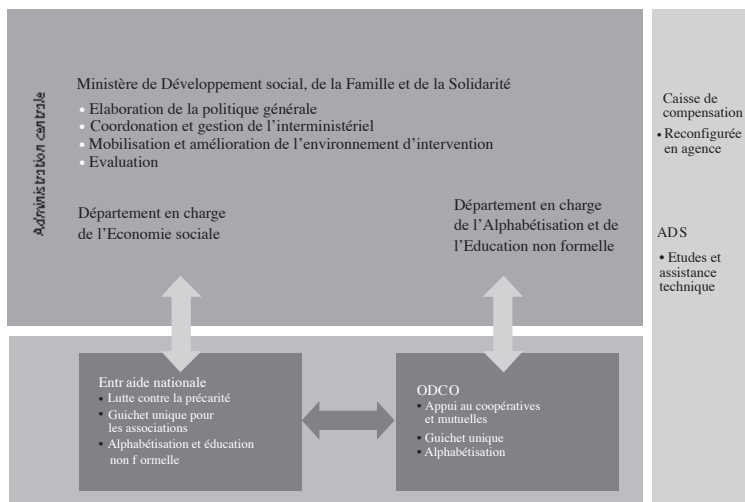 Administration centrale
Ministère de Développement social, de la Famille et de la Solidarité
• Elaboration de la politique générale
• Coordonation et gestion de l’interministériel
• Mobilisation et amélioration de l’environnement d’intervention
• Evaluation
Département en charge
de l’Economie sociale
Département en charge
de l’Alphabétisation et de
l’Education non formelle
Entr aide nationale
• Lutte contre la précarité
• Guichet unique pour
les associations
• Alphabétisation et éducation
non f ormelle
ODCO
• Appui au coopératives
et mutuelles
• Guichet unique
• Alphabétisation
Caisse de
compensation
• Reconfigurée
en agence
ADS
• Etudes et
assistance
technique